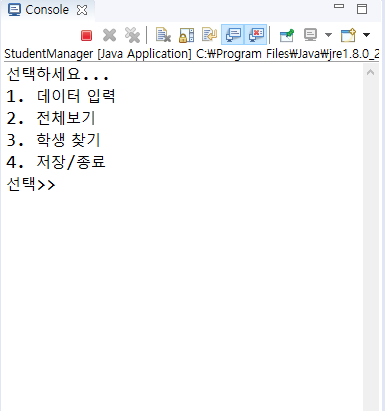 Console
StudentManager [Java Application] C:₩Program Files₩Java₩jre1.8.0_2
선택하세요...
1. 데이터 입력
2. 전체보기
3. 학생 찾기
4. 저장/종료
선택>>